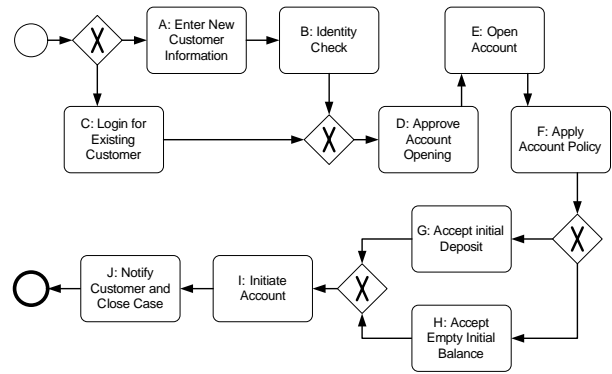 A: Enter New
Customer
Information
B: Identity
Check
E: Open
Account
C: Login for
Existing
Customer
D: Approve
Account
Opening
F: Apply
Account Policy
G: Accept initial
Deposit
H: Accept
Empty Initial
Balance
I: Initiate
Account
J: Notify
Customer and
Close Case